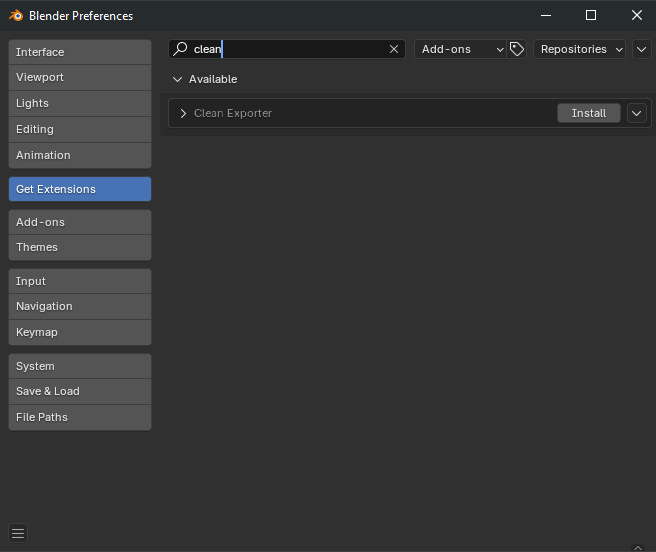 Blender Preferences
Interface
Viewport
Lights
Editing
Animation
Get Extensions
Add-ons
Themes
Input
Navigation
Keymap
System
Save & Load
File Paths
clean
Add-ons
Repositories
Available
Clean Exporter
Install